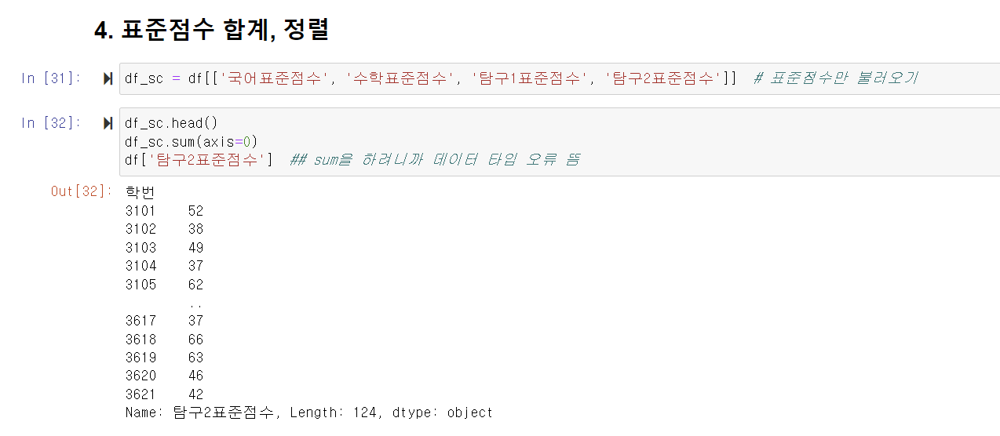 4. 표준점수 합계, 정렬
In [31]: df_sc = df[['국어표준점수', '수학표준점수', '탐구1표준점수', '탐구2표준점수']]  # 표준점수만 불러오기
In [32]: df_sc.head()
df_sc.sum(axis=0)
df['탐구2표준점수']  ## sum을 하려니까 데이터 타입 오류 뜸
Out[32]: 학번
3101    52
3102    38
3103    49
3104    37
3105    62
..
3617    37
3618    66
3619    63
3620    46
3621    42
Name: 탐구2표준점수, Length: 124, dtype: object